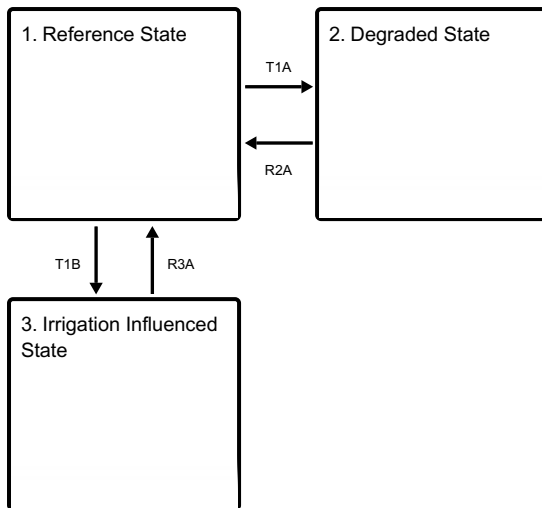 1. Reference State
2. Degraded State
T1A
R2A
T1B
R3A
3. Irrigation Influenced
State